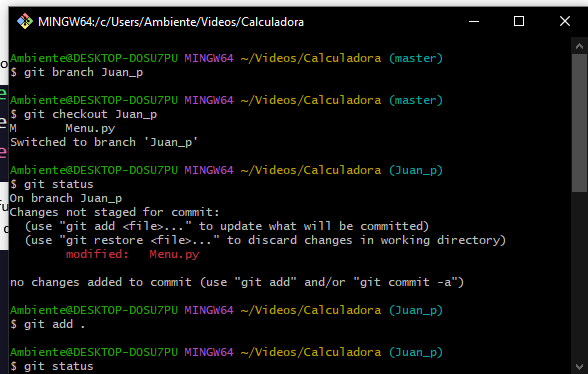 MINGW64:/c/Users/Ambiente/Videos/Calculadora
Ambiente@DESKTOP-DOSU7PU MINGW64 ~/Videos/Calculadora (master)
$ git branch Juan_p
Ambiente@DESKTOP-DOSU7PU MINGW64 ~/Videos/Calculadora (master)
$ git checkout Juan_p
M       Menu.py
Switched to branch 'Juan_p'
Ambiente@DESKTOP-DOSU7PU MINGW64 ~/Videos/Calculadora (Juan_p)
$ git status
On branch Juan_p
Changes not staged for commit:
  (use "git add <file>..." to update what will be committed)
  (use "git restore <file>..." to discard changes in working directory)
        modified:   Menu.py
no changes added to commit (use "git add" and/or "git commit -a")
Ambiente@DESKTOP-DOSU7PU MINGW64 ~/Videos/Calculadora (Juan_p)
$ git add .
Ambiente@DESKTOP-DOSU7PU MINGW64 ~/Videos/Calculadora (Juan_p)
$ git status